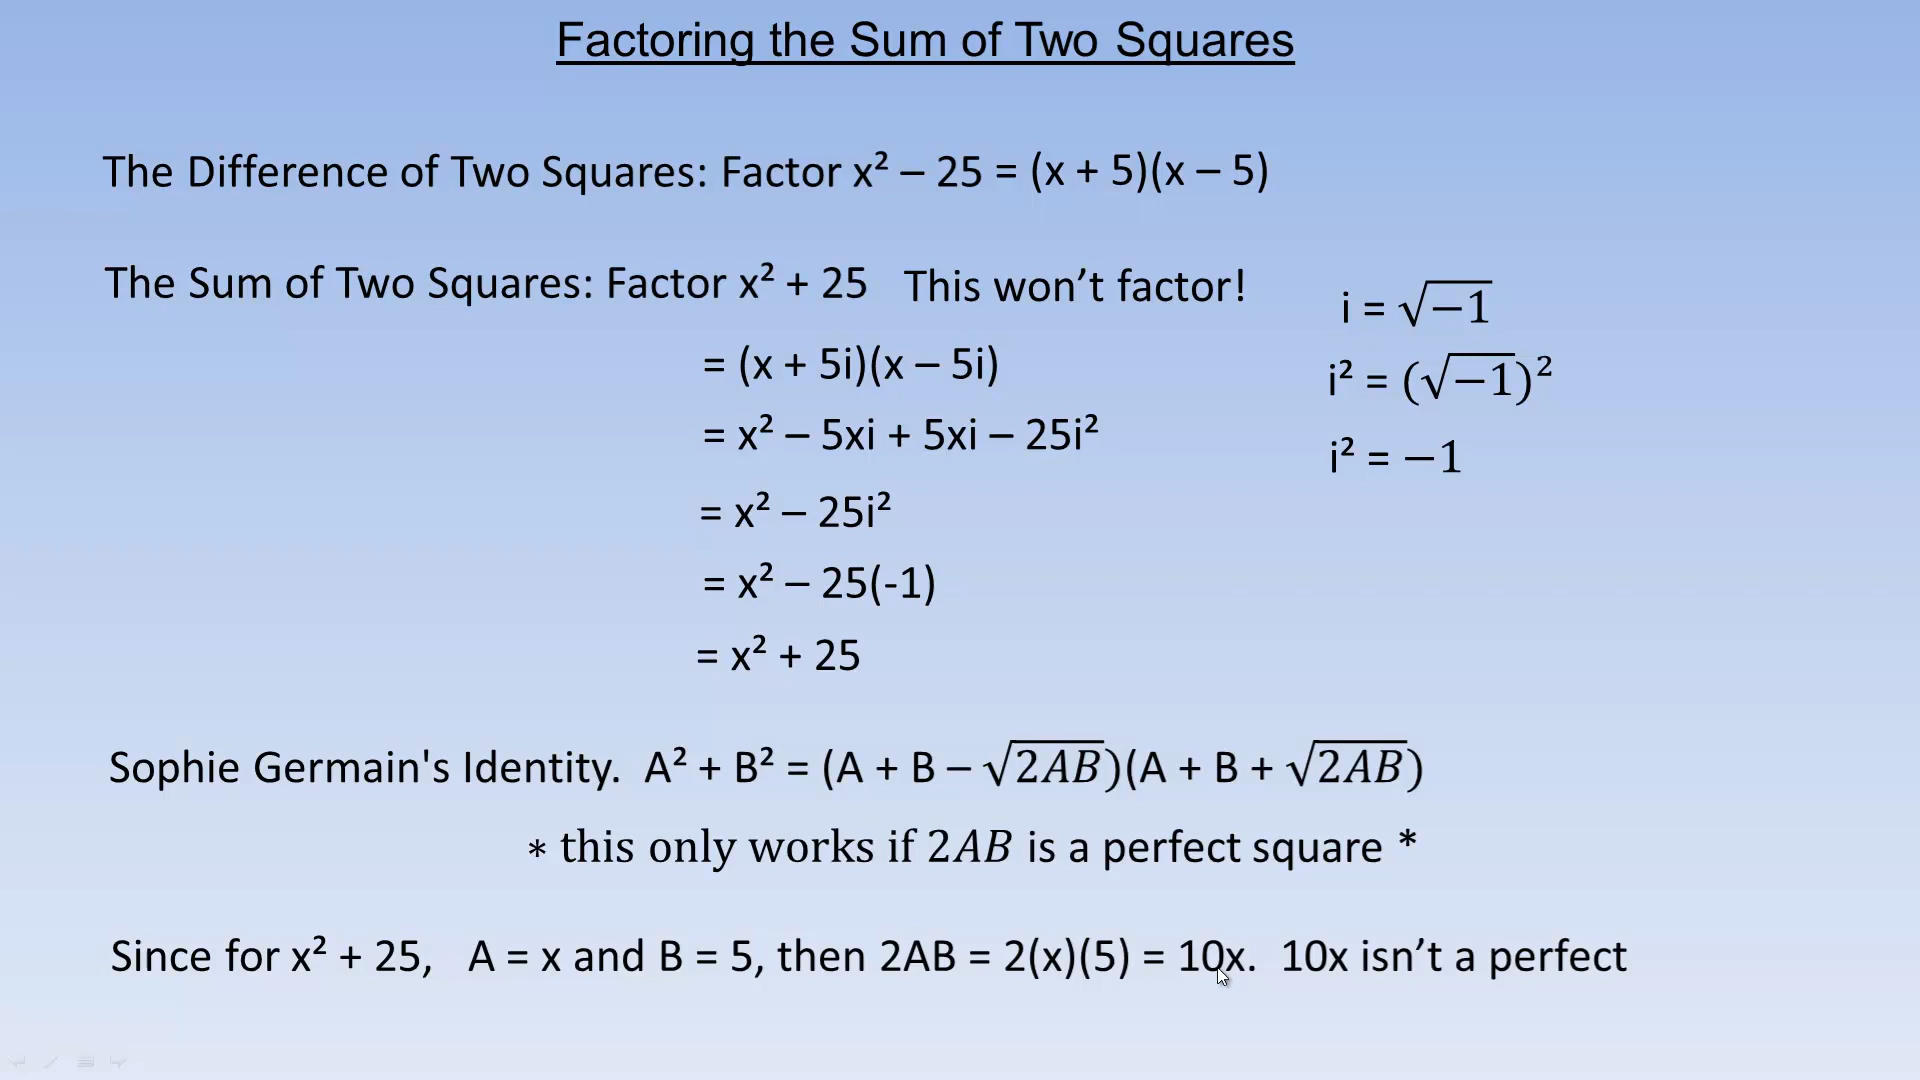 Factoring the Sum of Two Squares
The Difference of Two Squares: Factor x² – 25 = (x + 5)(x – 5)
The Sum of Two Squares: Factor x² + 25 This won’t factor!
i = √−1
= (x + 5i)(x – 5i)
i² = (√−1)²
= x² – 5xi + 5xi – 25i²
i² = −1
= x² – 25i²
= x² – 25(-1)
= x² + 25
Sophie Germain's Identity. A² + B² = (A + B – √2AB)(A + B + √2AB)
* this only works if 2AB is a perfect square *
Since for x² + 25, A = x and B = 5, then 2AB = 2(x)(5) = 10x. 10x isn’t a perfect